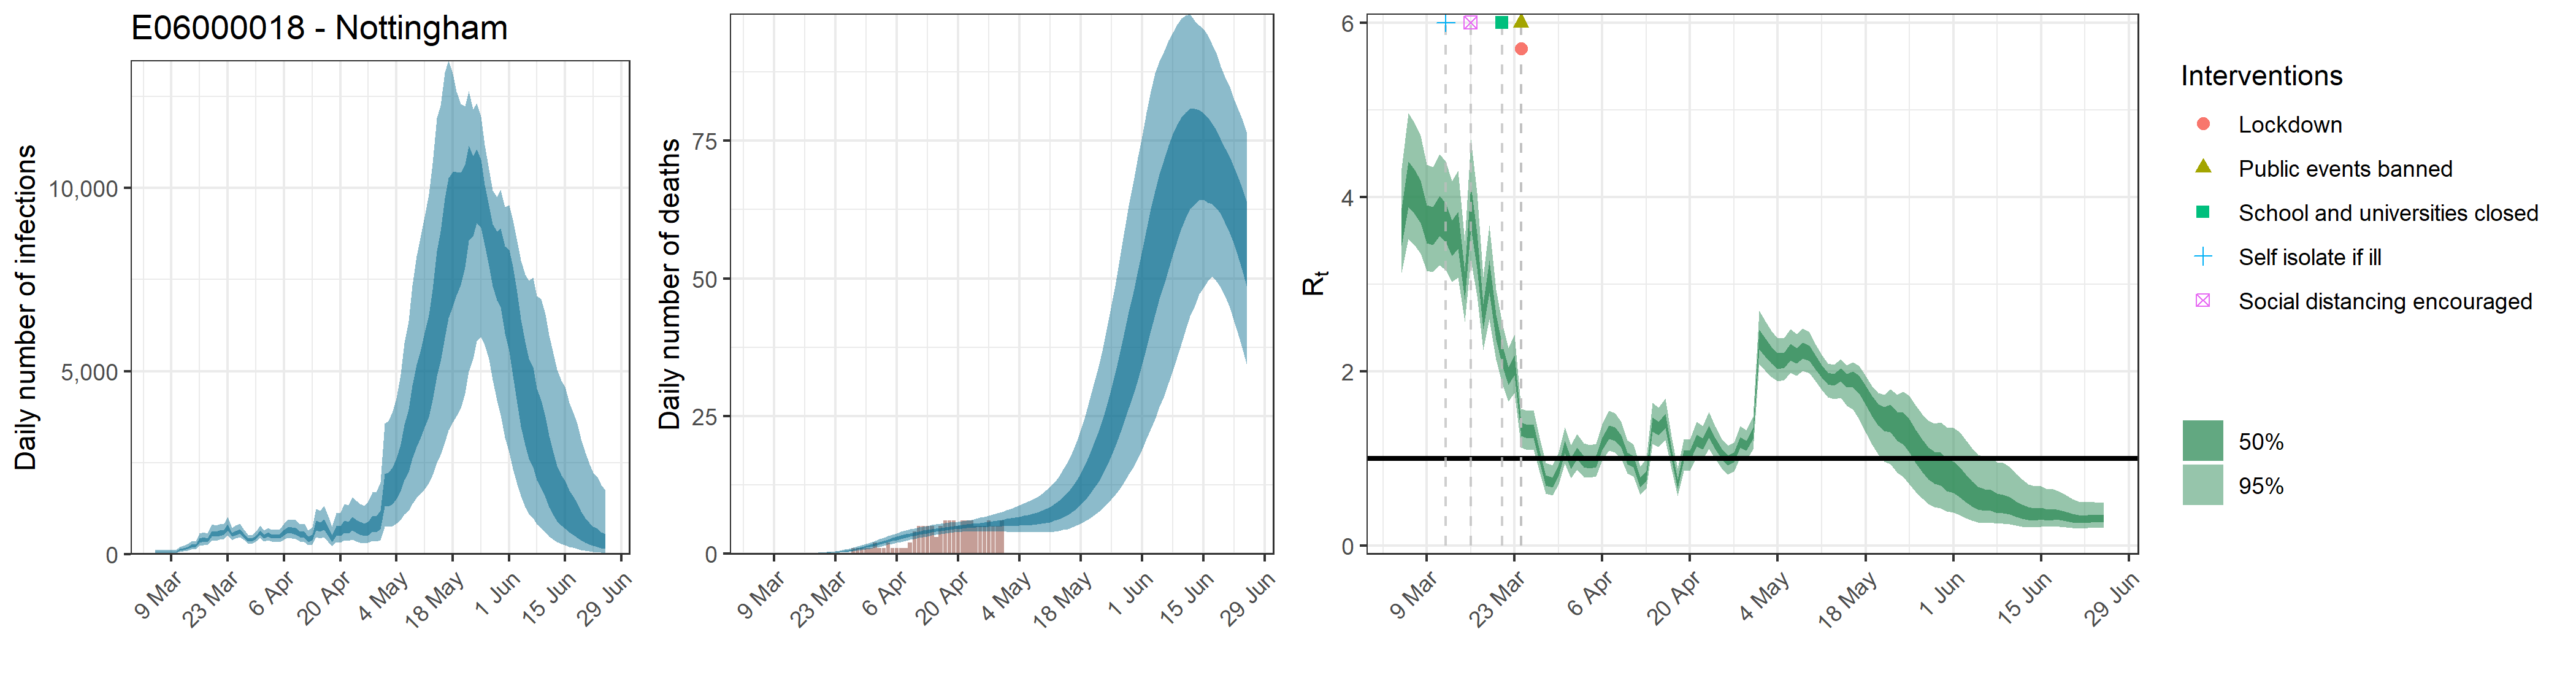 E06000018 - Nottingham
Daily number of infections
10,000
5,000
0
9 Mar
23 Mar
6 Apr
20 Apr
4 May
18 May
1 Jun
15 Jun
29 Jun
Daily number of deaths
75
50
25
0
9 Mar
23 Mar
6 Apr
20 Apr
4 May
18 May
1 Jun
15 Jun
29 Jun
Rt
6
4
2
0
9 Mar
23 Mar
6 Apr
20 Apr
4 May
18 May
1 Jun
15 Jun
29 Jun
Interventions
Lockdown
Public events banned
School and universities closed
Self isolate if ill
Social distancing encouraged
50%
95%